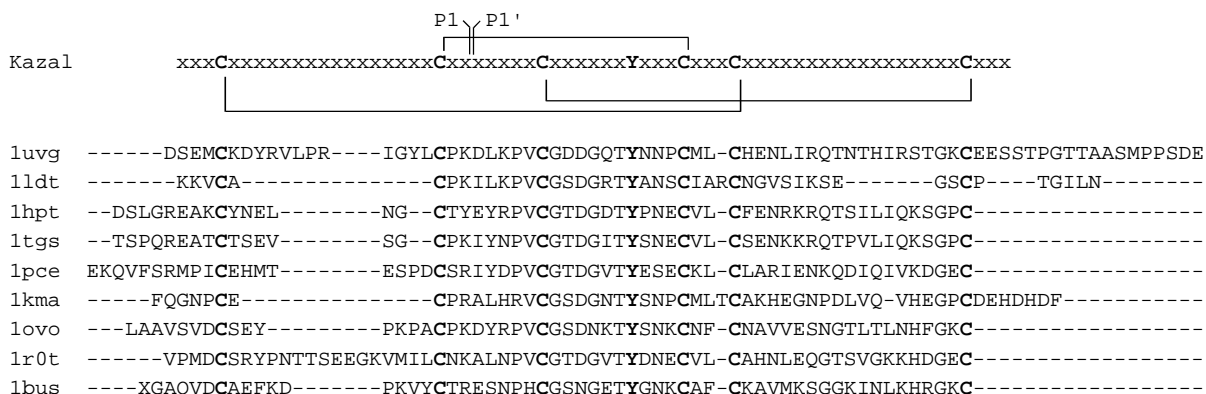 P1 P1'
Kazal xxxCxxxxxxxxxxxxxxxxCxxxxxxxCxxxxxxYxxxCxxxCxxxxxxxxxxxxxxxxxCxxx
1uvg ------DSEMCKDYRVLPR----IGYLCPKDLKPVCGDDGQTYNNPCML-CHENLIRQTNTHIRSTGKCEESSTPGTTAASMPPSDE
1ldt -------KKVCA---------------CPKILKPVCGSDGRTYANSCIARCNGVSIKSE-------GSCP----TGILN--------
1hpt --DSLGREAKCYNEL--------NG--CTYEYRPVCGTDGDTYPNECVL-CFENRKRQTSILIQKSGPC------------------
1tgs --TSPQREATCTSEV--------SG--CPKIYNPVCGTDGITYSNECVL-CSENKKRQTPVLIQKSGPC------------------
1pce EKQVFSRMPICEHMT--------ESPDCSRIYDPVCGTDGVTYESECKL-CLARIENKQDIQIVKDGEC------------------
1kma -----FQGNPCE---------------CPRALHRVCGSDGNTYSNPCMLTCAKHEGNPDLVQ-VHEGPCDEHDHDF-----------
1ovo ---LAAVSVDCSEY---------PKPACPKDYRPVCGSDNKTYSNKCNF-CNAVVESNGTLTLNHFGKC------------------
1r0t ------VPMDCSRYPNTTSEEGKVMILCNKALNPVCGTDGVTYDNECVL-CAHNLEQGTSVGKKHDGEC------------------
1bus ----XGAOVDCAEFKD-------PKVYCTRESNPHCGSNGETYGNKCAF-CKAVMKSGGKINLKHRGKC------------------